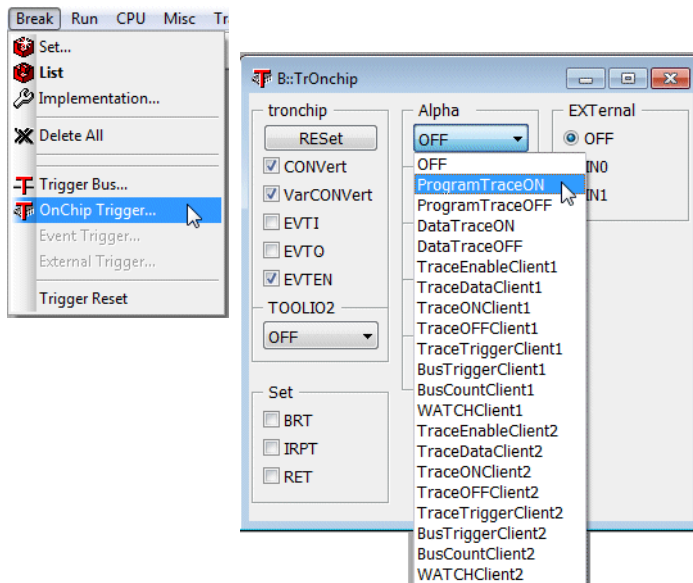 Break Run CPU Misc Tr
Set...
List
Implementation...
Delete All
Trigger Bus...
OnChip Trigger...
Event Trigger...
External Trigger...
Trigger Reset
B::TrOnchip
tronchip
RESet
CONVert
VarCONVert
EVTI
EVTO
EVTEN
TOOLIO2
OFF
Set
BRT
IRPT
RET
Alpha
OFF
OFF
ProgramTraceON
ProgramTraceOFF
DataTraceON
DataTraceOFF
TraceEnableClient1
TraceDataClient1
TraceONClient1
TraceOFFClient1
TraceTriggerClient1
BusTriggerClient1
BusCountClient1
WATCHClient1
TraceEnableClient2
TraceDataClient2
TraceONClient2
TraceOFFClient2
TraceTriggerClient2
BusTriggerClient2
BusCountClient2
WATCHClient2
EXTernal
OFF
IN0
IN1